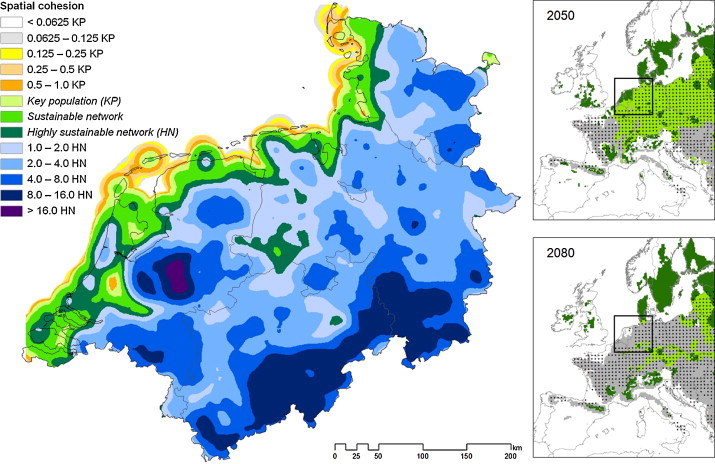 Spatial cohesion
< 0.0625 KP
0.0625 - 0.125 KP
0.125 - 0.25 KP
0.25 – 0.5 KP
0.5 – 1.0 KP
Key population (KP)
Sustainable network
Highly sustainable network (HN)
1.0 – 2.0 HN
2.0 – 4.0 HN
4.0 – 8.0 HN
8.0 – 16.0 HN
> 16.0 HN
2050
2080
km
0 25 50 100 150 200